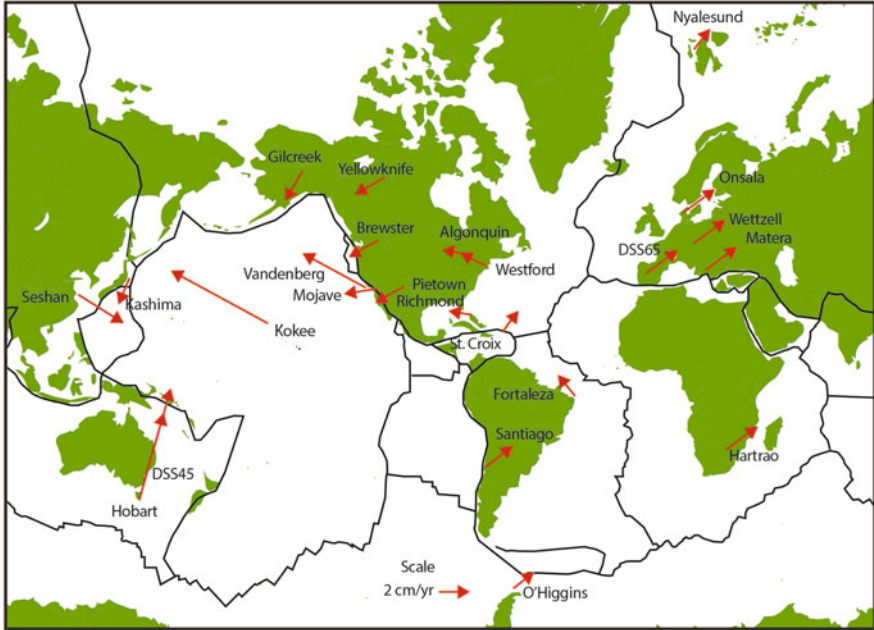 Nyalesund
Gilcreek
Yellowknife
Onsala
Brewster
Algonquin
Wettzell
DSS65
Matera
Vandenberg
Westford
Seshan
Kashima
Mojave
Pietown
Richmond
Kokee
St. Croix
Fortaleza
Santiago
Hartrao
DSS45
Hobart
Scale
2 cm/yr
O'Higgins